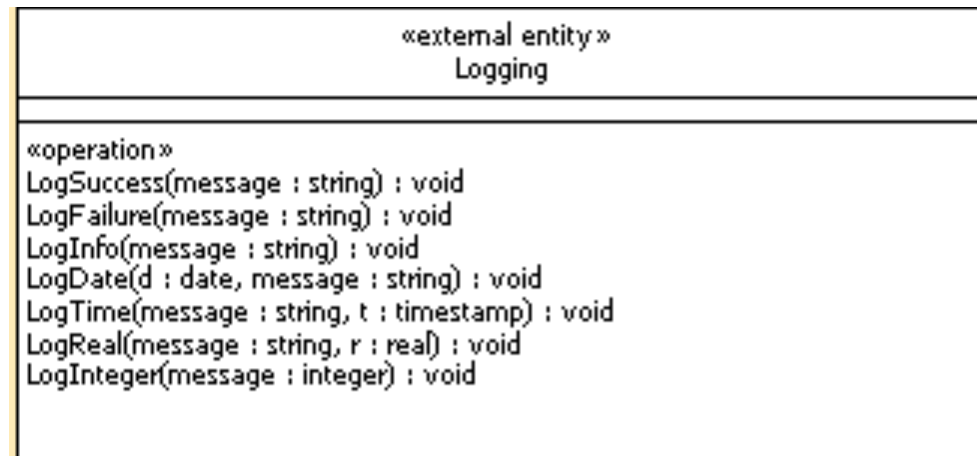 «external entity»
Logging
«operation»
LogSuccess(message : string) : void
LogFailure(message : string) : void
LogInfo(message : string) : void
LogDate(d : date, message : string) : void
LogTime(message : string, t : timestamp) : void
LogReal(message : string, r : real) : void
LogInteger(message : integer) : void